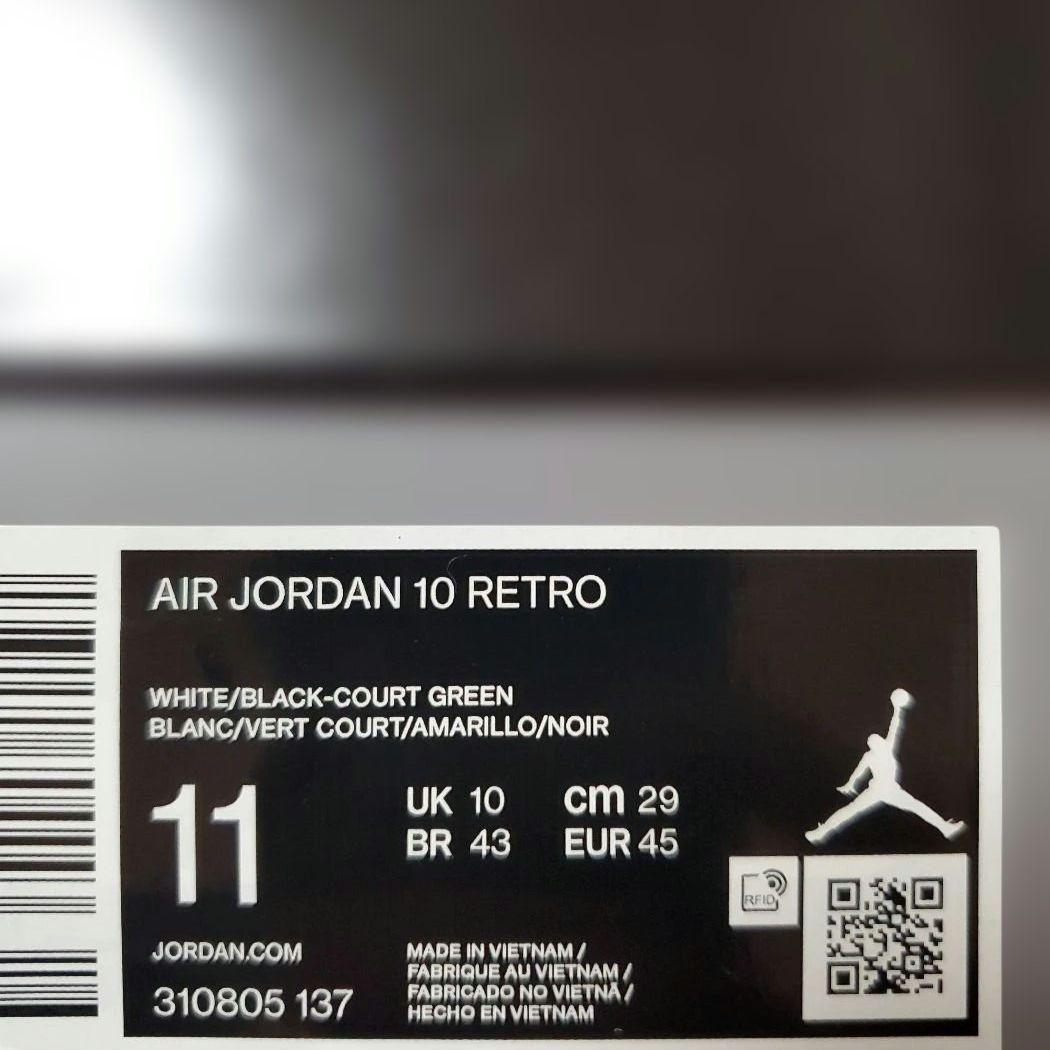 AIR JORDAN 10 RETRO
WHITE/BLACK-COURT GREEN
BLANC/VERT COURT/AMARILLO/NOIR
11
UK 10 cm 29
BR 43 EUR 45
RFID
JORDAN.COM
310805 137
MADE IN VIETNAM /
FABRIQUE AU VIETNAM /
FABRICADO NO VIETNÃ /
HECHO EN VIETNAM